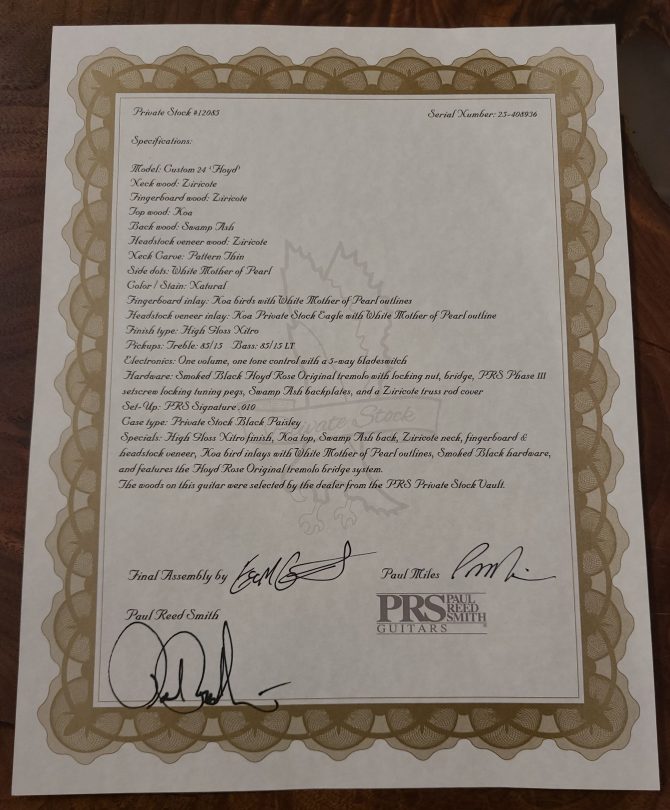 Private Stock #12085
Serial Number: 25-408936
Specifications:
Model: Custom 24 'Floyd'
Neck wood: Ziricote
Fingerboard wood: Ziricote
Top wood: Koa
Back wood: Swamp Ash
Headstock veneer wood: Ziricote
Neck Carve: Pattern Thin
Side dots: White Mother of Pearl
Color / Stain: Natural
Fingerboard inlay: Koa birds with White Mother of Pearl outlines
Headstock veneer inlay: Koa Private Stock Eagle with White Mother of Pearl outline
Finish type: High Gloss Nitro
Pickups: Treble: 85/15 Bass: 85/15 LT
Electronics: One volume, one tone control with a 5-way bladeswitch
Hardware: Smoked Black Floyd Rose Original tremolo with locking nut, bridge, PRS Phase III
setscrew locking tuning pegs, Swamp Ash backplates, and a Ziricote truss rod cover
Set-Up: PRS Signature .010
Case type: Private Stock Black Paisley
Private Stock
Specials: High Gloss Nitro finish, Koa top, Swamp Ash back, Ziricote neck, fingerboard &
headstock veneer, Koa bird inlays with White Mother of Pearl outlines, Smoked Black hardware,
and features the Floyd Rose Original tremolo bridge system.
The woods on this guitar were selected by the dealer from the PRS Private Stock Vault.
Final Assembly by
Paul Miles
PRS PAUL REED SMITH
GUITARS
Paul Reed Smith